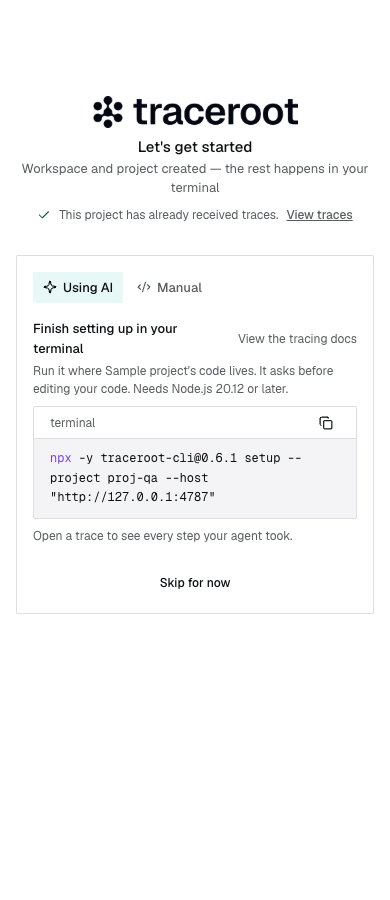 traceroot
Let's get started
Workspace and project created — the rest happens in your
terminal
This project has already received traces. View traces
Using AI
Manual
Finish setting up in your
terminal
View the tracing docs
Run it where Sample project's code lives. It asks before
editing your code. Needs Node.js 20.12 or later.
terminal
npx -y traceroot-cli@0.6.1 setup --
project proj-qa --host
"http://127.0.0.1:4787"
Open a trace to see every step your agent took.
Skip for now